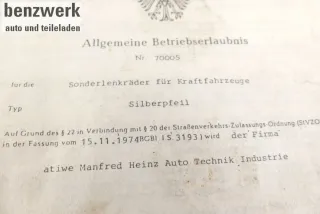 benzwerk
auto und teileladen
Allgemeine Betriebserlaubnis
Nr 70005
für die Sonderlenkräder für Kraftfahrzeuge
Typ Silberpfeil
Auf Grund des § 22 in Verbindung mit § 20 der Straßenverkehrs-Zulassungs-Ordnung (StVZO)
in der Fassung vom 15.11.1974 BGBl I S 3193) wird der Firma
atiwe Manfred Heinz Auto Technik Industrie